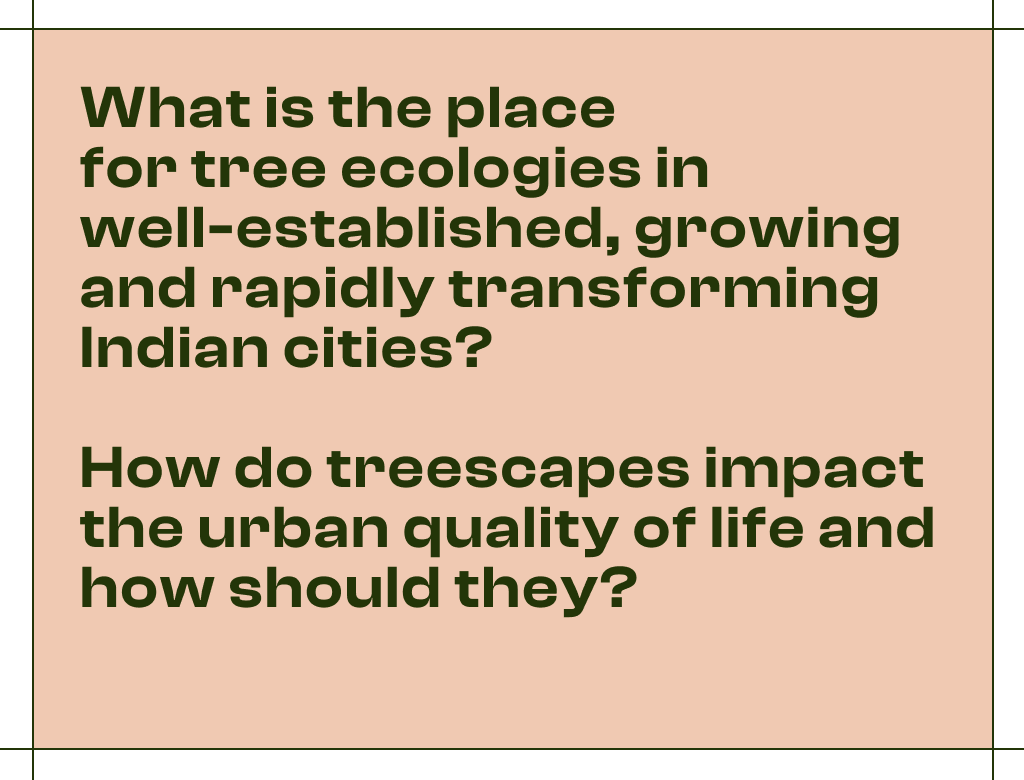 What is the place
for tree ecologies in
well-established, growing
and rapidly transforming
Indian cities?
How do treescapes impact
the urban quality of life and
how should they?